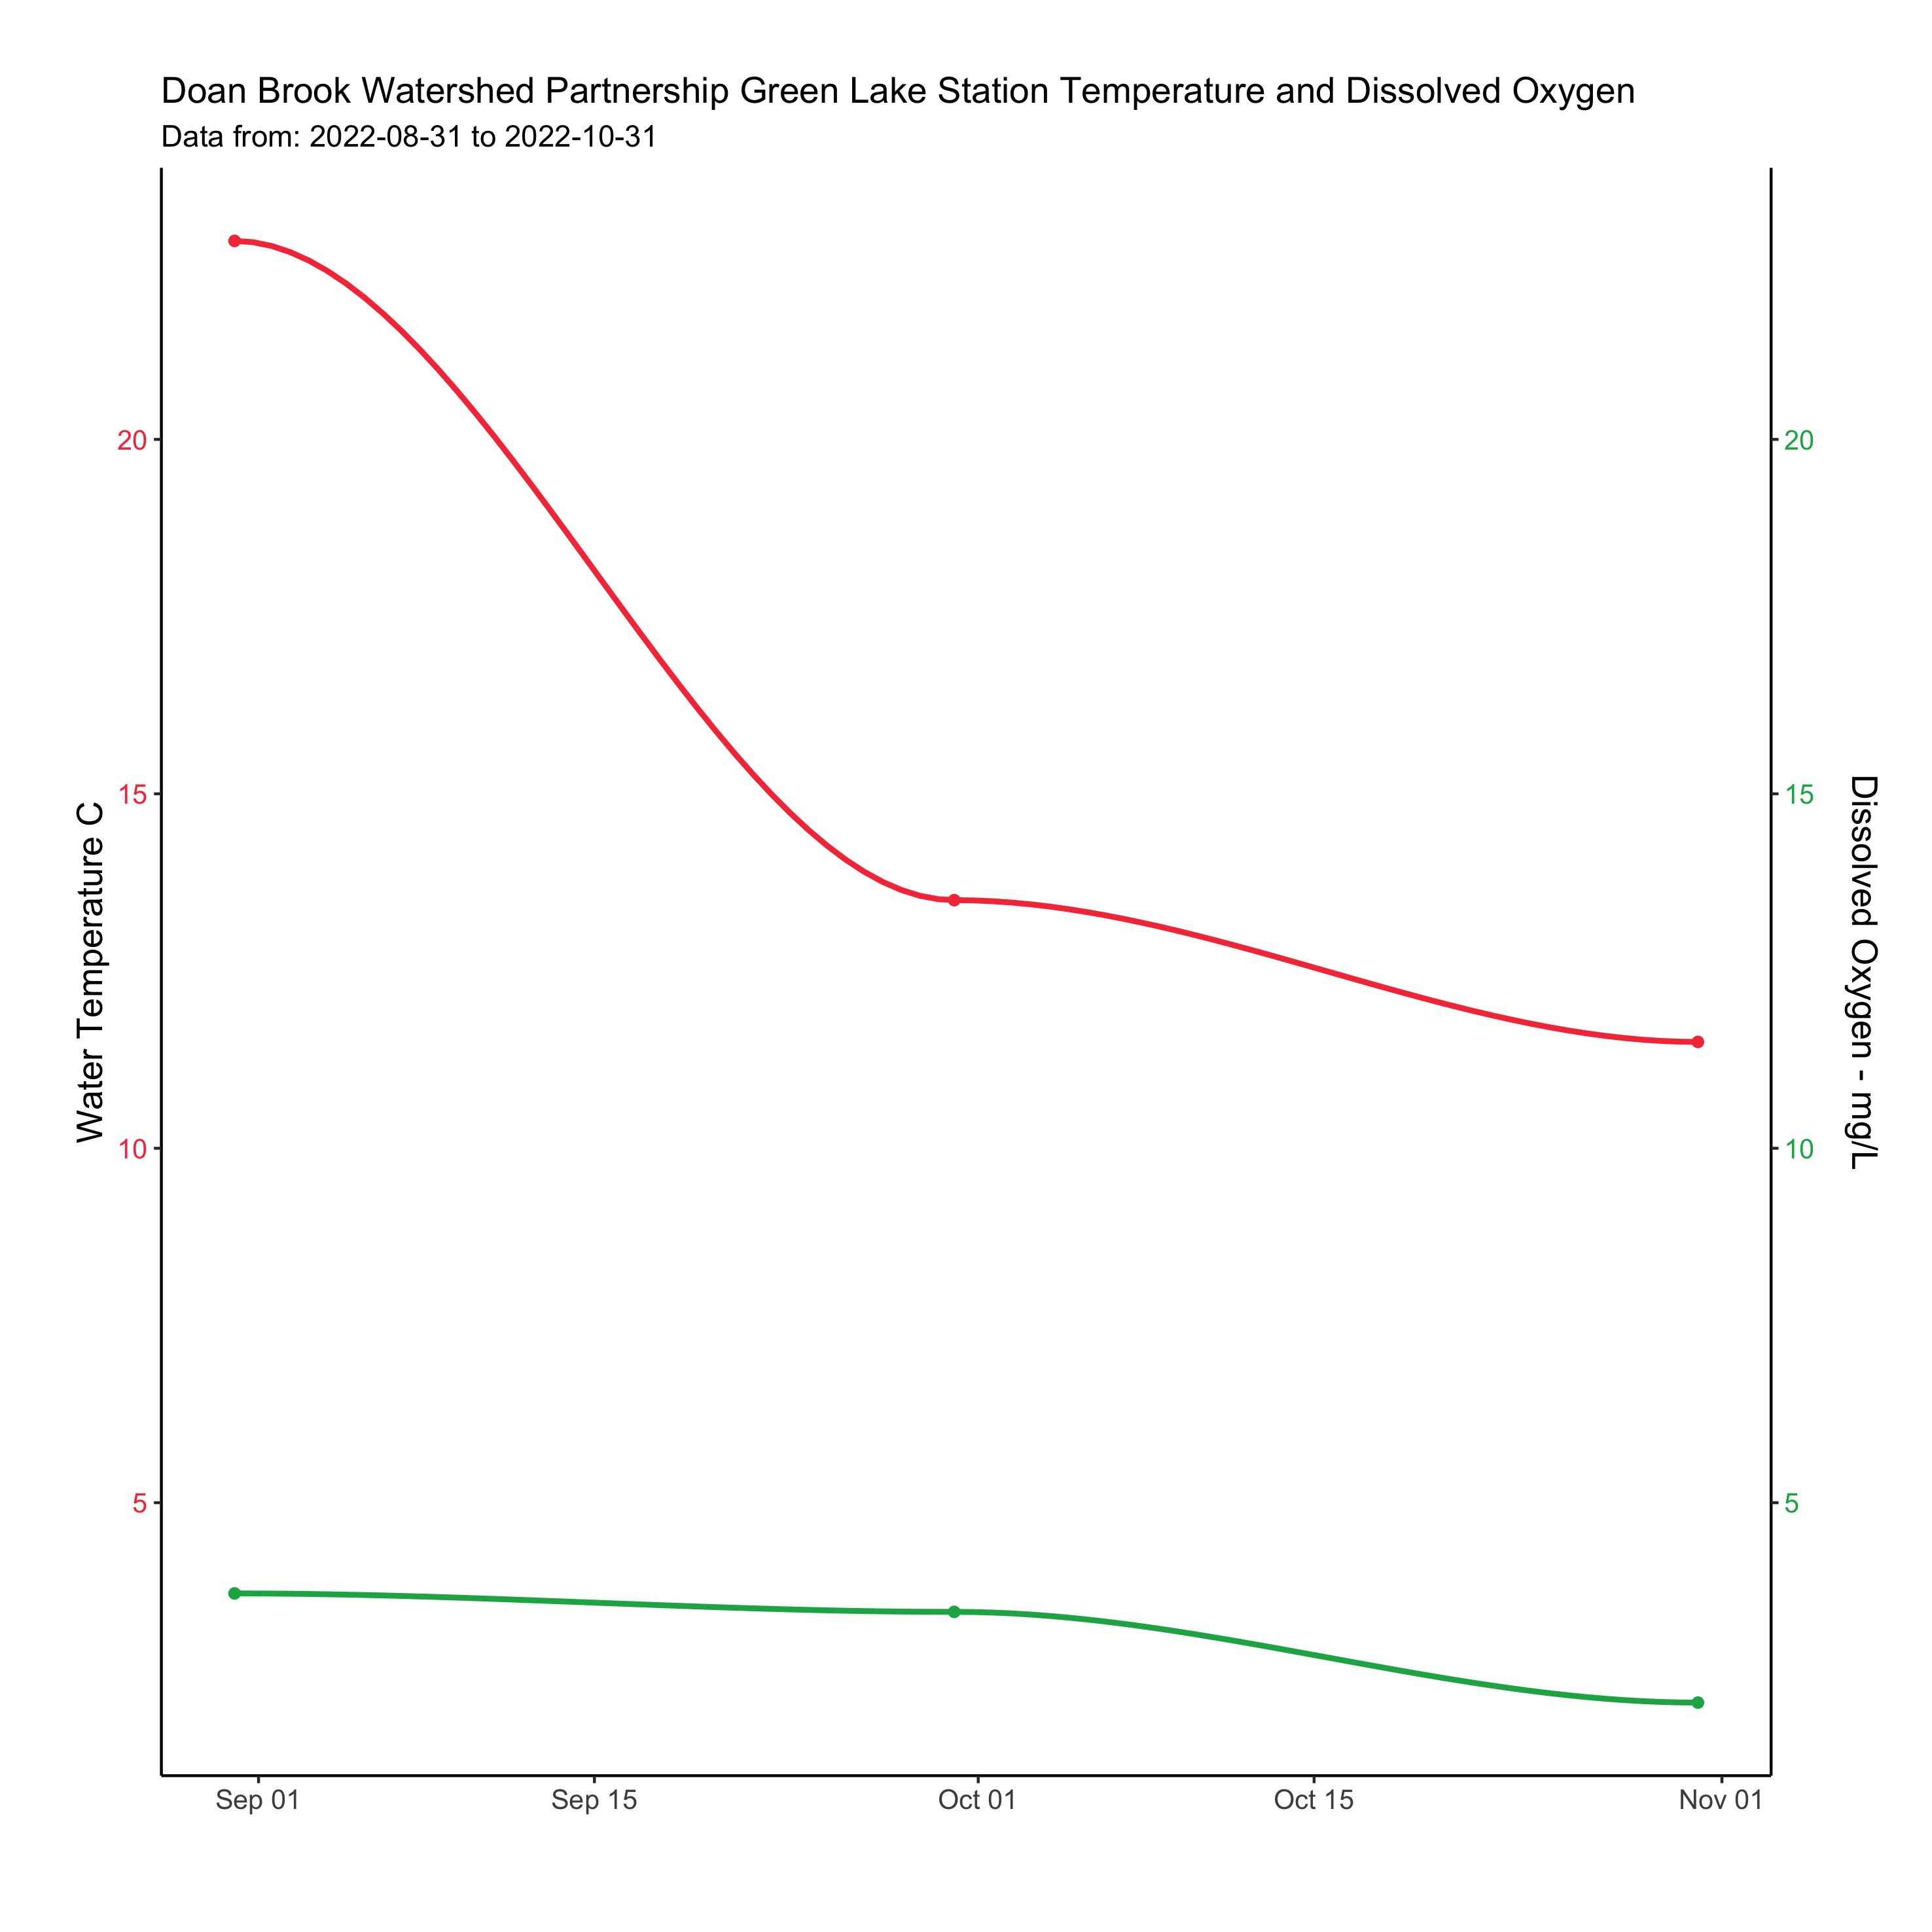 Doan Brook Watershed Partnership Green Lake Station Temperature and Dissolved Oxygen
Data from: 2022-08-31 to 2022-10-31
Water Temperature C
20
15
10
5
20
15
10
5
Dissolved Oxygen - mg/L
Sep 01
Sep 15
Oct 01
Oct 15
Nov 01